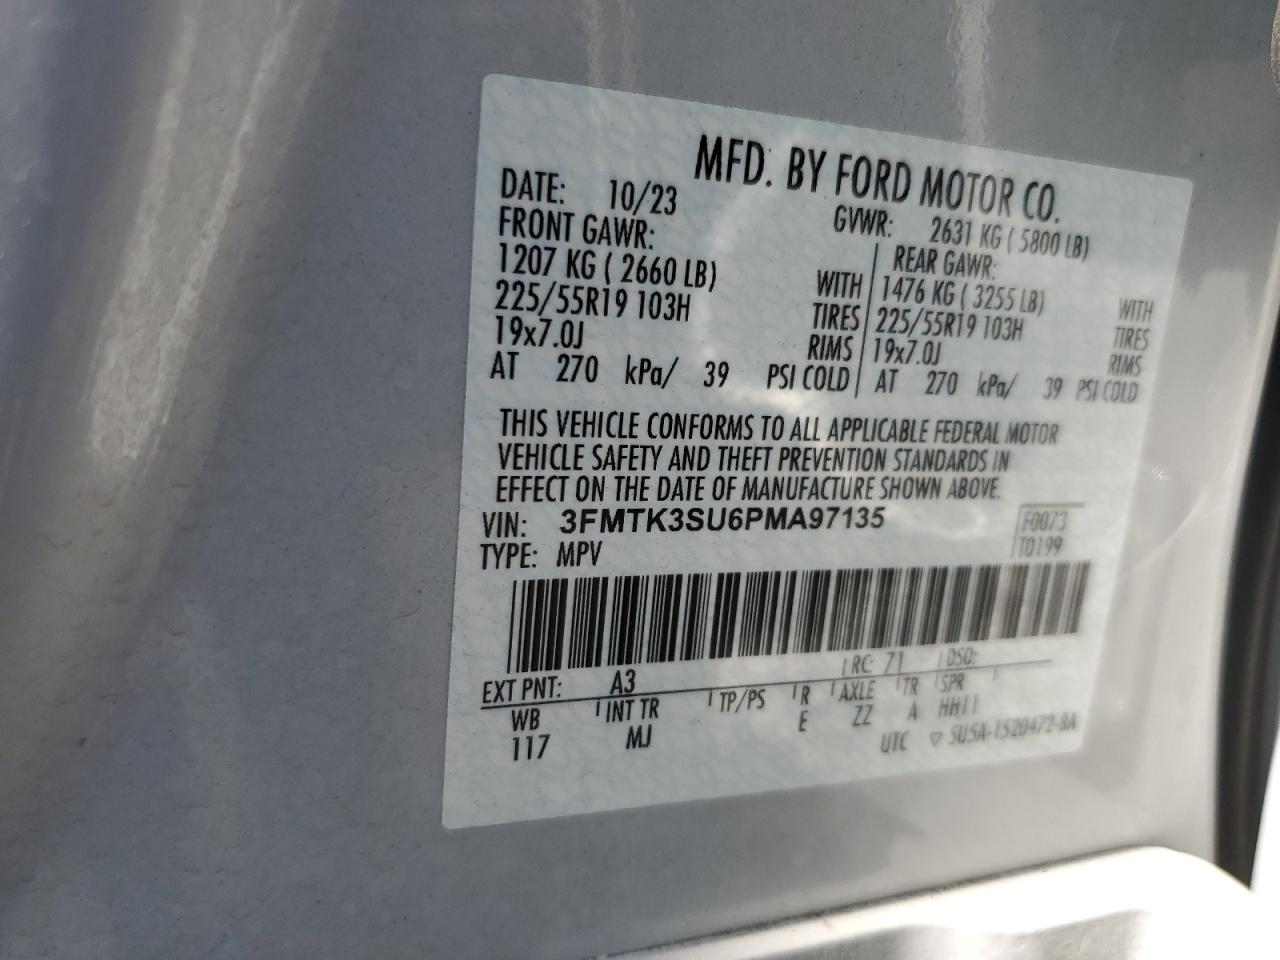 MFD. BY FORD MOTOR CO.
DATE: 10/23 GVWR: 2631 KG ( 5800 LB)
FRONT GAWR: REAR GAWR:
1207 KG ( 2660 LB) WITH 1476 KG ( 3255 LB) WITH
225/55R19 103H TIRES 225/55R19 103H TIRES
19x7.0J RIMS 19x7.0J RIMS
AT 270 kPa/ 39 PSI COLD AT 270 kPa/ 39 PSI COLD
THIS VEHICLE CONFORMS TO ALL APPLICABLE FEDERAL MOTOR
VEHICLE SAFETY AND THEFT PREVENTION STANDARDS IN
EFFECT ON THE DATE OF MANUFACTURE SHOWN ABOVE.
VIN: 3FMTK3SU6PMA97135 F0073
TYPE: MPV T0199
EXT PNT: A3 RC: 71 DSO:
WB INT TR TP/PS R AXLE TR SPR
117 MJ E ZZ A HH11
UTC ▽ 5U5A-1520472-BA